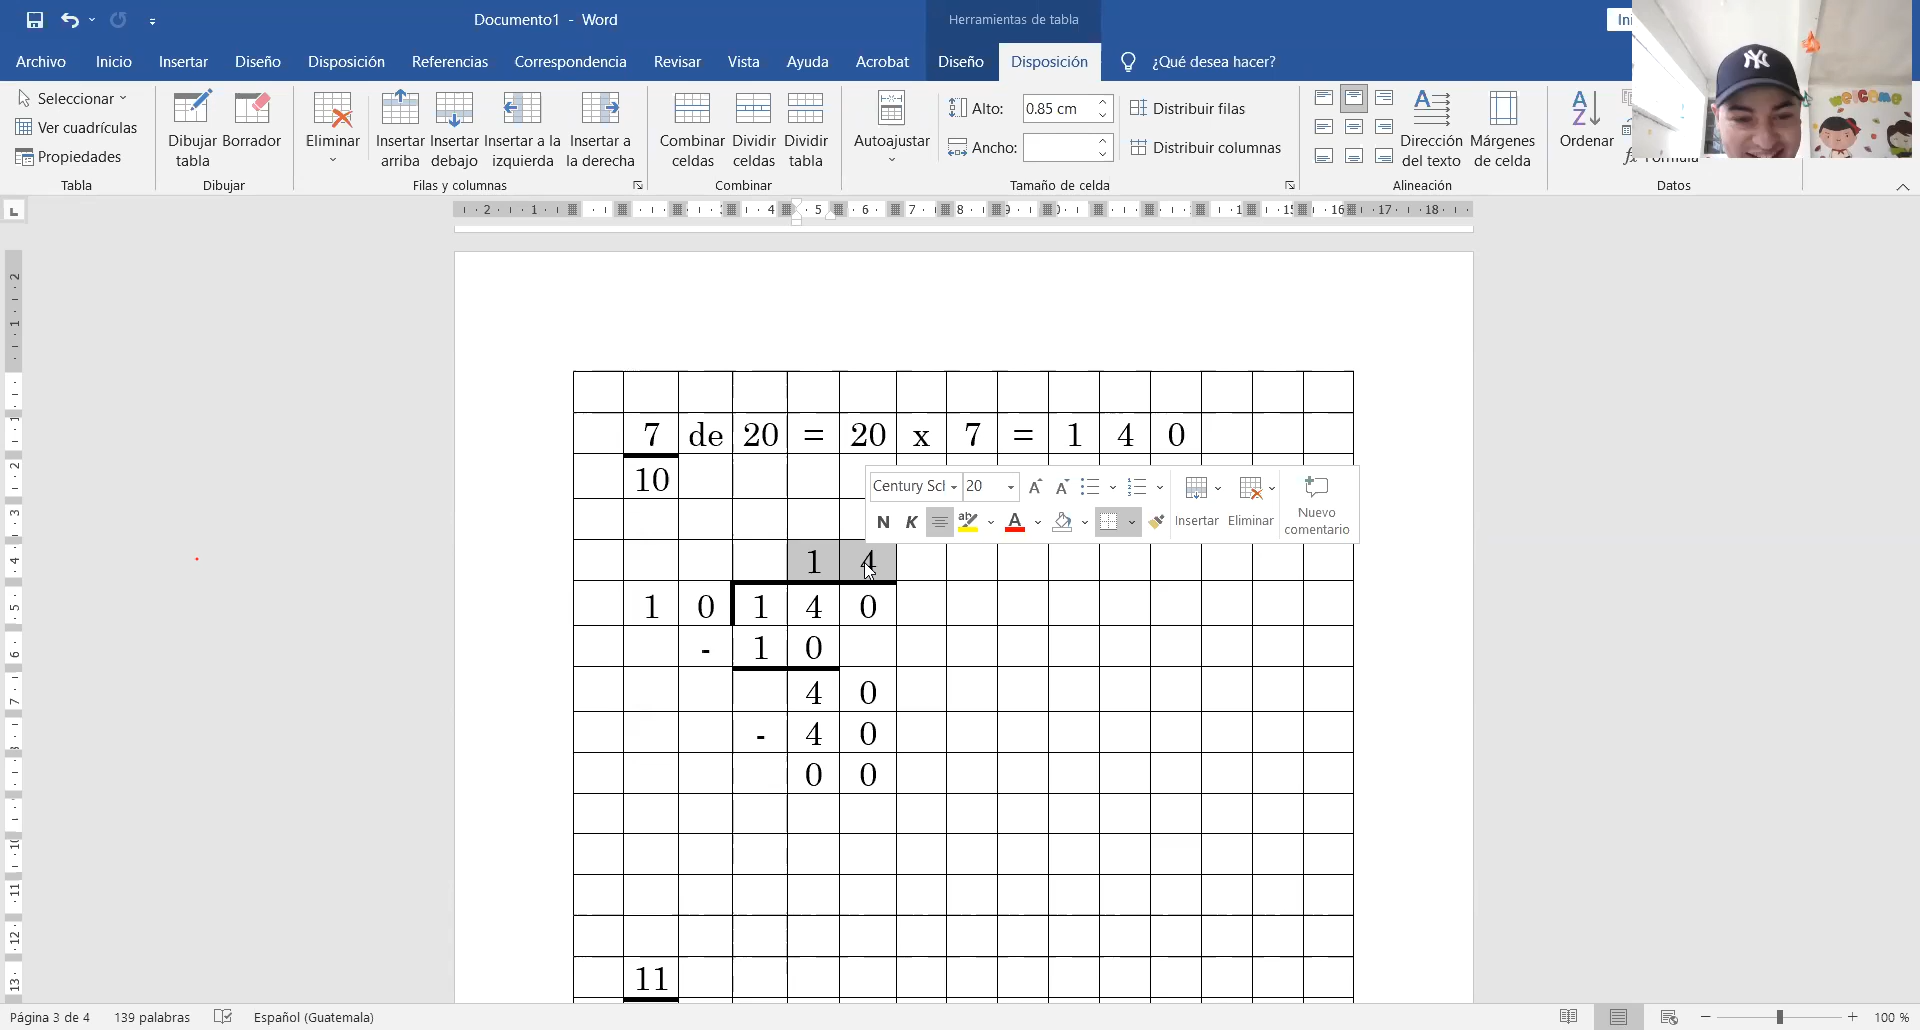 Documento1 - Word
Herramientas de tabla
Ini
Archivo Inicio Insertar Diseño Disposición Referencias Correspondencia Revisar Vista Ayuda Acrobat Diseño Disposición ¿Qué desea hacer?
Seleccionar
Ver cuadrículas
Propiedades
Tabla
Dibujar tabla
Borrador
Dibujar
Eliminar
Insertar arriba
Insertar debajo
Insertar a la izquierda
Insertar a la derecha
Filas y columnas
Combinar celdas
Dividir celdas
Dividir tabla
Combinar
Autoajustar
Alto: 0.85 cm
Ancho:
Distribuir filas
Distribuir columnas
Tamaño de celda
Dirección del texto
Márgenes de celda
Alineación
Ordenar
Fórmula
Datos
NY
welcome
7 de 20 = 20 x 7 = 1 4 0
10
Century Scl 20
N K
Insertar Eliminar
Nuevo comentario
1 4
1 0 1 4 0
- 1 0
4 0
- 4 0
0 0
11
Página 3 de 4 139 palabras Español (Guatemala) 100 %